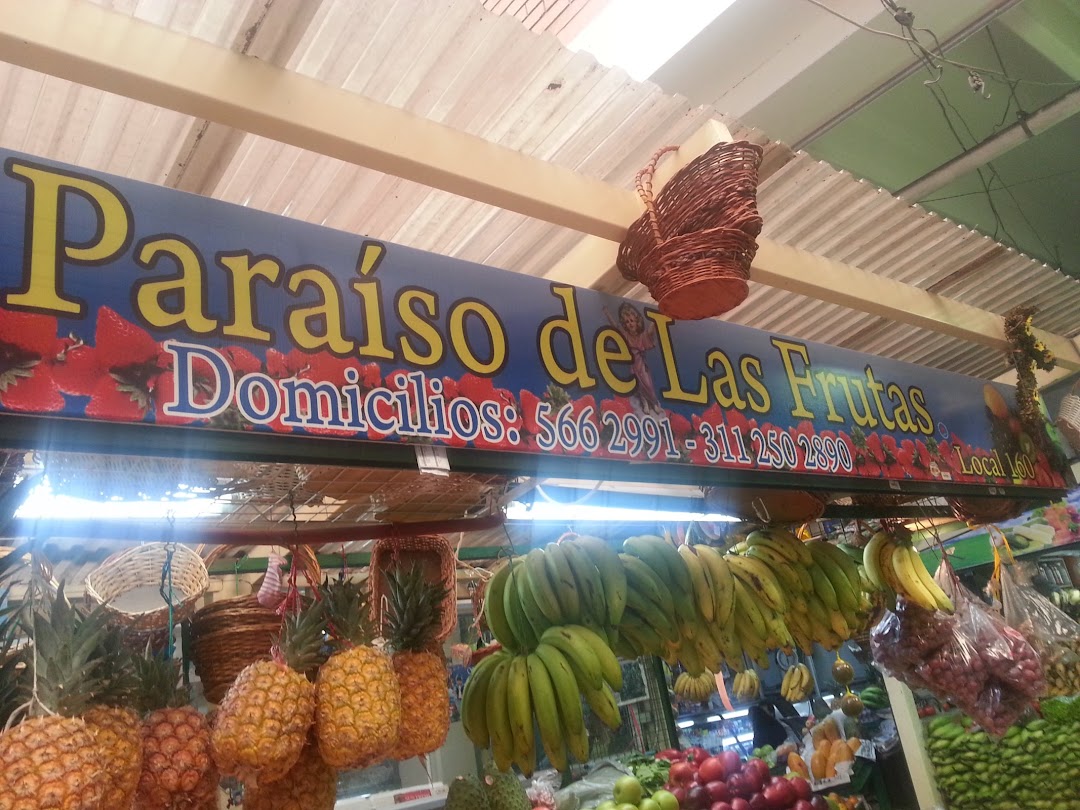 Paraíso de Las Frutas.
Domicilios: 566 2991 - 311 250 2890
Local 160